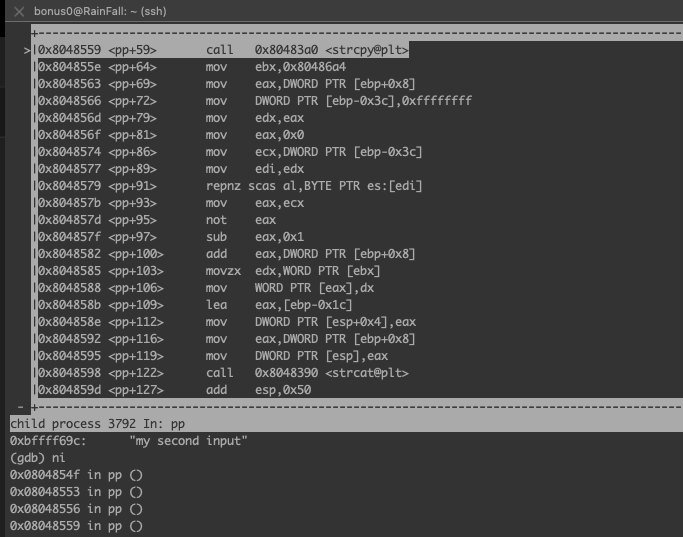 bonus0@RainFall: ~ (ssh)
>|0x8048559 <pp+59> call 0x80483a0 <strcpy@plt>
|0x804855e <pp+64> mov ebx,0x80486a4
|0x8048563 <pp+69> mov eax,DWORD PTR [ebp+0x8]
|0x8048566 <pp+72> mov DWORD PTR [ebp-0x3c],0xffffffff
|0x804856d <pp+79> mov edx,eax
|0x804856f <pp+81> mov eax,0x0
|0x8048574 <pp+86> mov ecx,DWORD PTR [ebp-0x3c]
|0x8048577 <pp+89> mov edi,edx
|0x8048579 <pp+91> repnz scas al,BYTE PTR es:[edi]
|0x804857b <pp+93> mov eax,ecx
|0x804857d <pp+95> not eax
|0x804857f <pp+97> sub eax,0x1
|0x8048582 <pp+100> add eax,DWORD PTR [ebp+0x8]
|0x8048585 <pp+103> movzx edx,WORD PTR [ebx]
|0x8048588 <pp+106> mov WORD PTR [eax],dx
|0x804858b <pp+109> lea eax,[ebp-0x1c]
|0x804858e <pp+112> mov DWORD PTR [esp+0x4],eax
|0x8048592 <pp+116> mov eax,DWORD PTR [ebp+0x8]
|0x8048595 <pp+119> mov DWORD PTR [esp],eax
|0x8048598 <pp+122> call 0x8048390 <strcat@plt>
|0x804859d <pp+127> add esp,0x50
child process 3792 In: pp
0xbffff69c: "my second input"
(gdb) ni
0x0804854f in pp ()
0x08048553 in pp ()
0x08048556 in pp ()
0x08048559 in pp ()